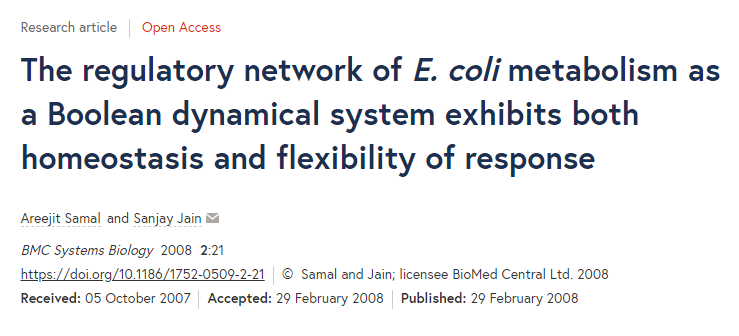 Research article | Open Access
The regulatory network of E. coli metabolism as
a Boolean dynamical system exhibits both
homeostasis and flexibility of response
Areejit Samal and Sanjay Jain
BMC Systems Biology 2008 2:21
https://doi.org/10.1186/1752-0509-2-21 | © Samal and Jain; licensee BioMed Central Ltd. 2008
Received: 05 October 2007 | Accepted: 29 February 2008 | Published: 29 February 2008